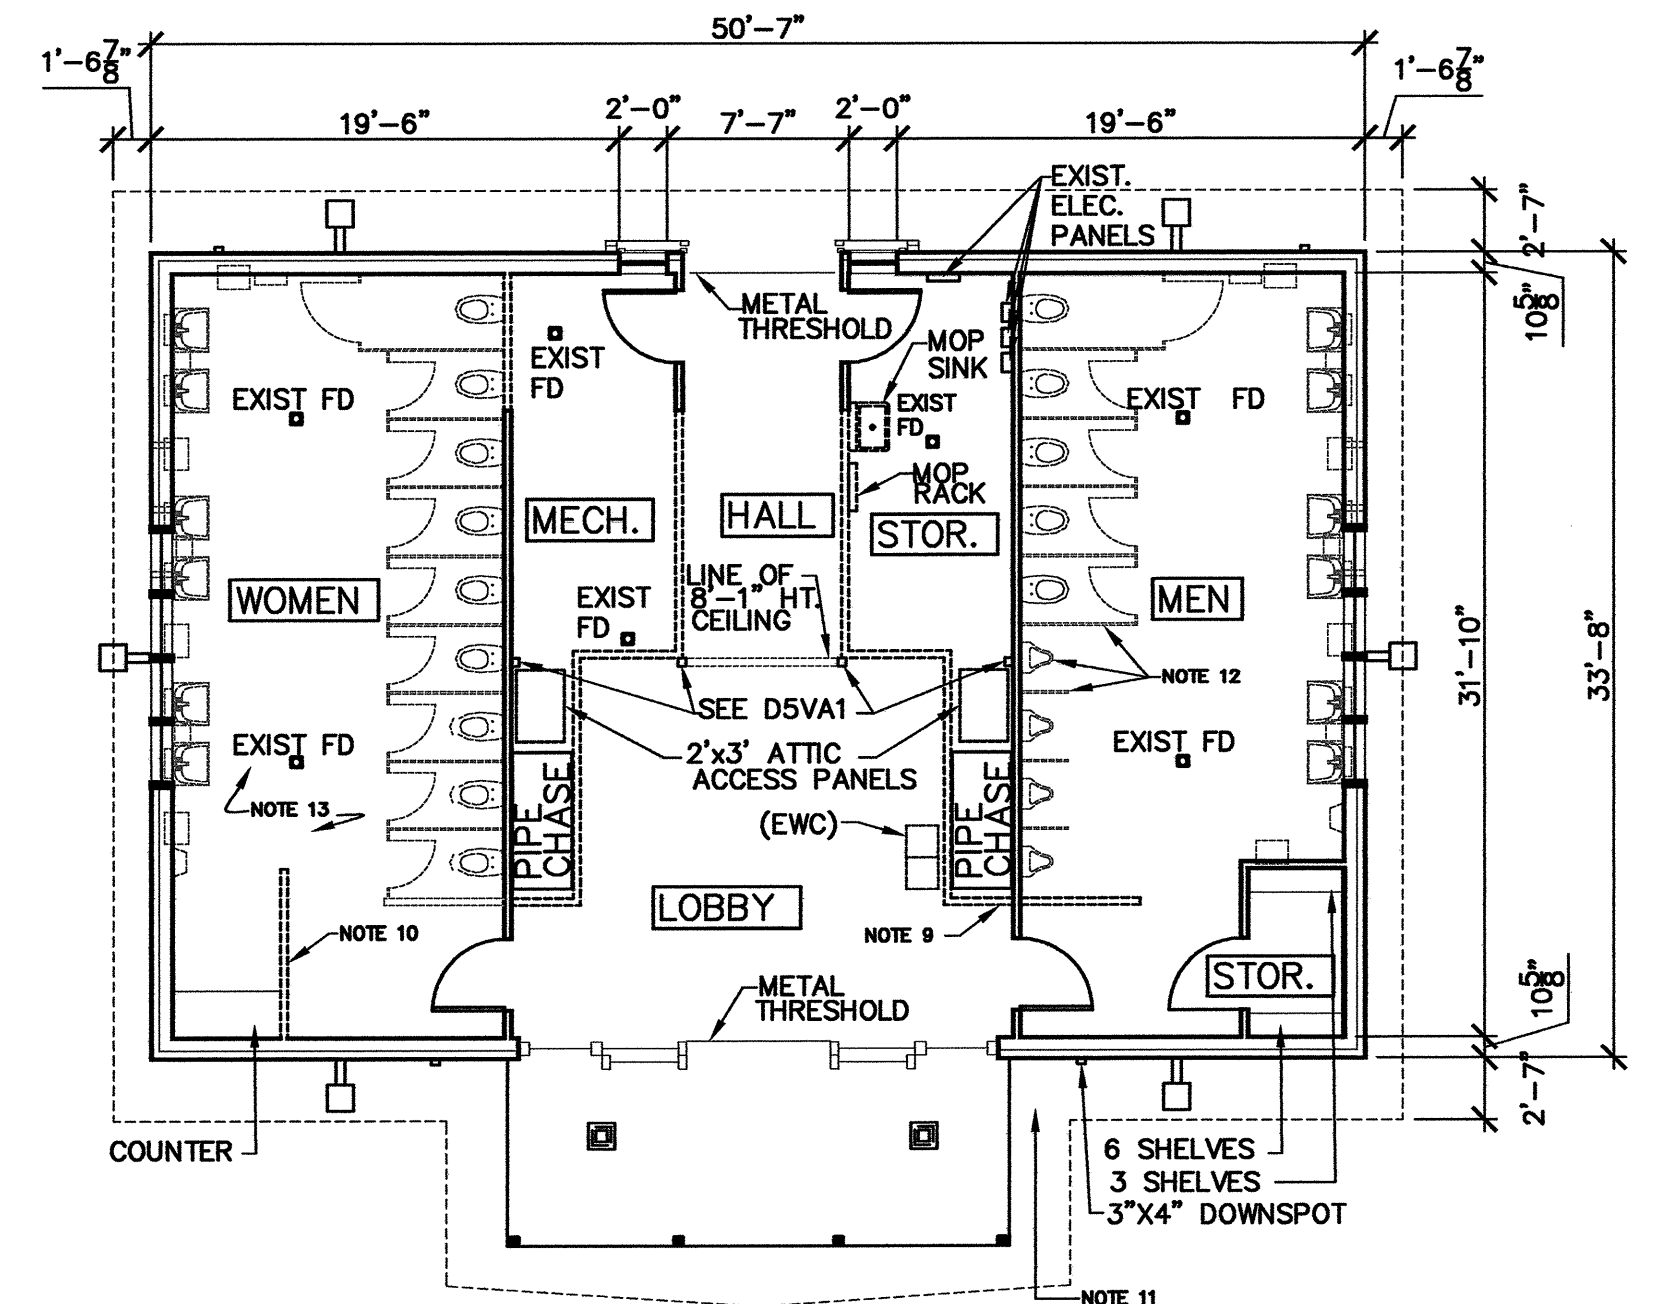 50'-7"
1'-6 7/8"
1'-6 7/8"
19'-6"
2'-0"
7'-7"
2'-0"
19'-6"
EXIST.
ELEC.
PANELS
2'-7"
10 5/8"
METAL
THRESHOLD
MOP
SINK
EXIST
FD
EXIST FD
EXIST
FD
EXIST FD
MOP
RACK
MECH.
HALL
STOR.
LINE OF
8'-1" HT.
CEILING
WOMEN
EXIST
FD
MEN
31'-10"
33'-8"
NOTE 12
SEE D5VA1
EXIST FD
EXIST FD
2'x3' ATTIC
ACCESS PANELS
NOTE 13
PIPE
CHASE
(EWC)
PIPE
CHASE
LOBBY
NOTE 10
NOTE 9
STOR.
METAL
THRESHOLD
10 5/8"
2'-7"
COUNTER
6 SHELVES
3 SHELVES
3"X4" DOWNSPOT
NOTE 11